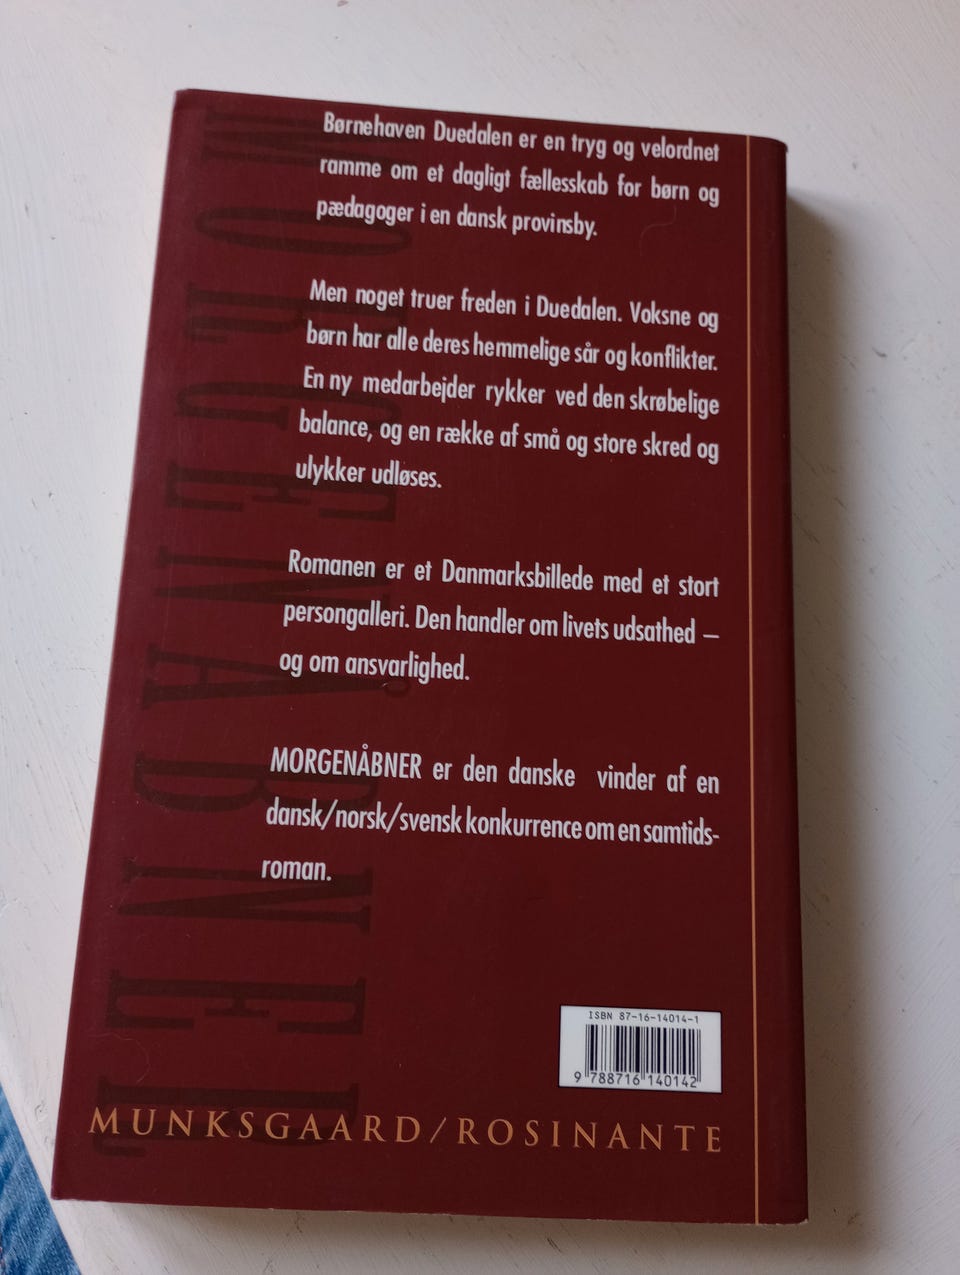 Børnehaven Duedalen er en tryg og velordnet
ramme om et dagligt fællesskab for børn og
pædagoger i en dansk provinsby.
Men noget truer freden i Duedalen. Voksne og
børn har alle deres hemmelige sår og konflikter.
En ny medarbejder rykker ved den skrøbelige
balance, og en række af små og store skred og
ulykker udløses.
Romanen er et Danmarksbillede med et stort
persongalleri. Den handler om livets udsathed –
og om ansvarlighed.
MORGENÅBNER er den danske vinder af en
dansk/norsk/svensk konkurrence om en samtids-
roman.
ISBN 87-16-14014-1
9 788716 140142
MUNKSGAARD/ROSINANTE
MORGENÅBNER